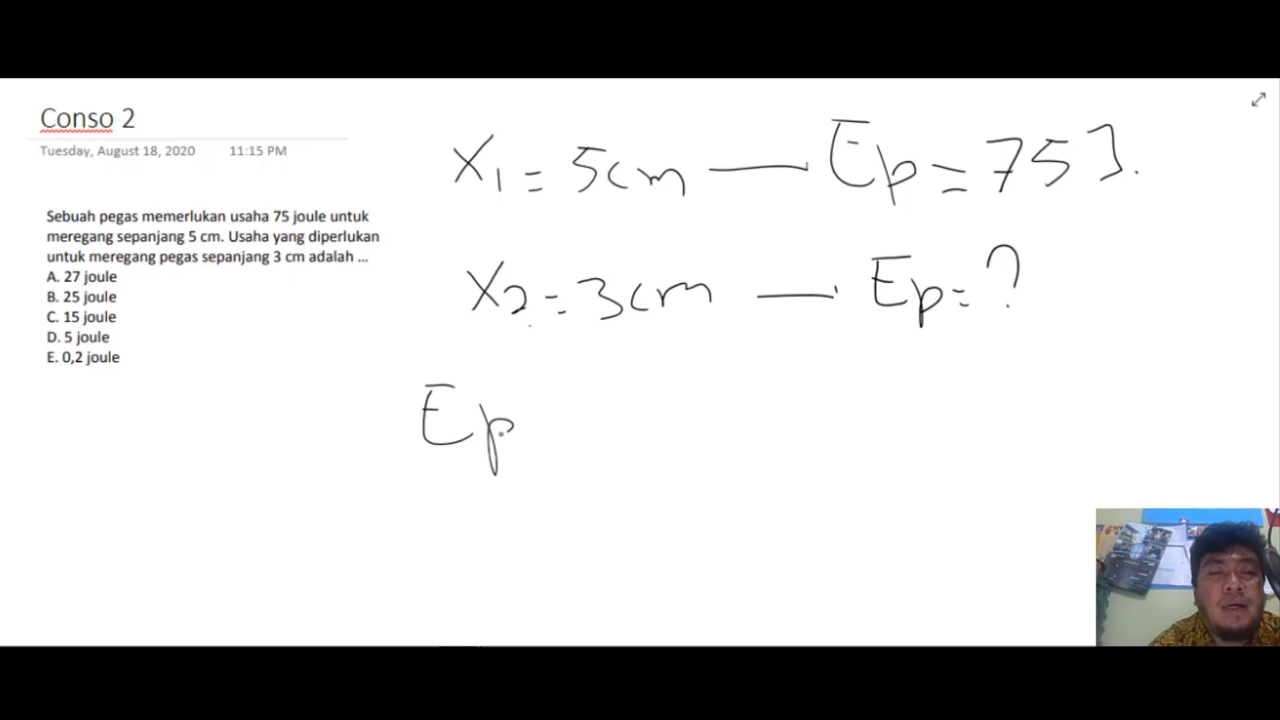 Conso 2
Tuesday, August 18, 2020 11:15 PM
Sebuah pegas memerlukan usaha 75 joule untuk
meregang sepanjang 5 cm. Usaha yang diperlukan
untuk meregang pegas sepanjang 3 cm adalah ...
A. 27 joule
B. 25 joule
C. 15 joule
D. 5 joule
E. 0,2 joule
X₁ = 5cm — Ep = 75 J.
X₂ = 3cm — Ep = ?
Ep